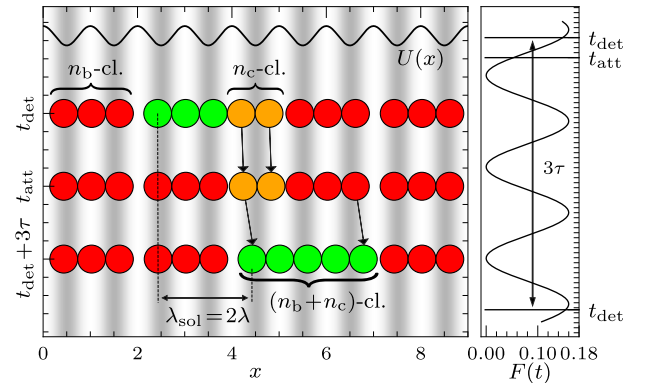 U(x)
n_b-cl.
n_c-cl.
t_det
t_att
t_det + 3τ
λ_sol = 2λ
(n_b+n_c)-cl.
0 2 4 6 8
x
t_det
t_att
3τ
t_det
0.00 0.10 0.18
F(t)